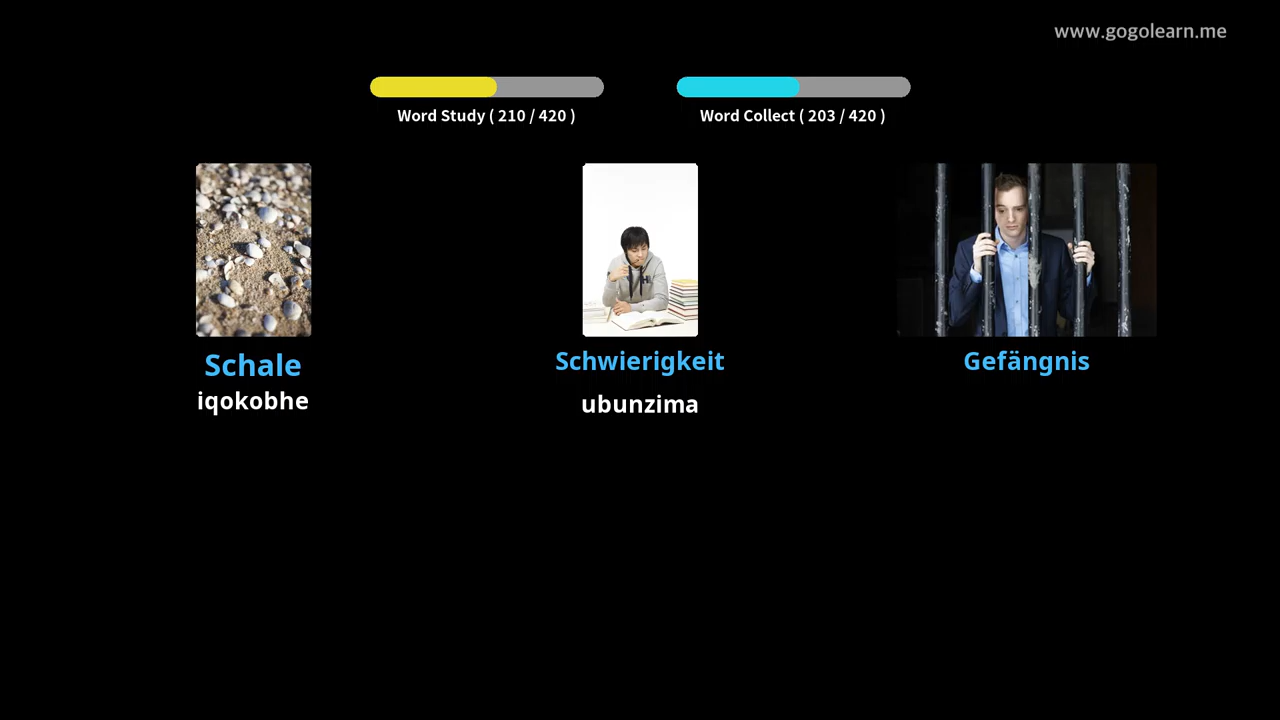 www.gogolearn.me
Word Study ( 210 / 420 )
Word Collect ( 203 / 420 )
Schale
iqokobhe
Schwierigkeit
ubunzima
Gefängnis